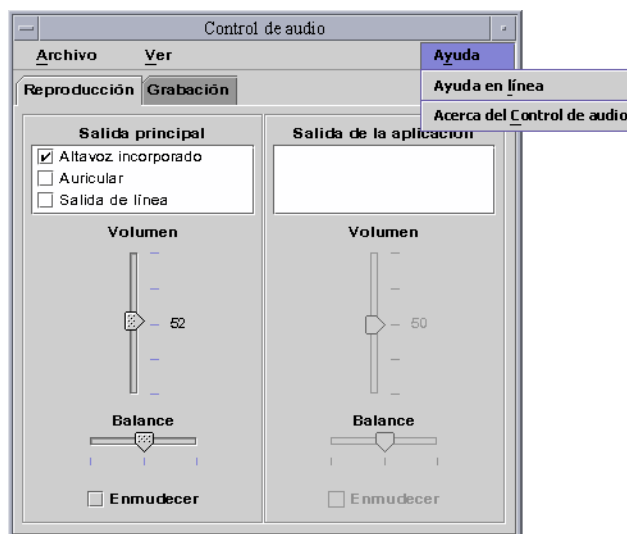 Control de audio
Archivo Ver Ayuda
Ayuda en línea
Acerca del Control de audio
Reproducción Grabación
Salida principal
Altavoz incorporado
Auricular
Salida de línea
Volumen
52
Balance
Enmudecer
Salida de la aplicación
Volumen
50
Balance
Enmudecer